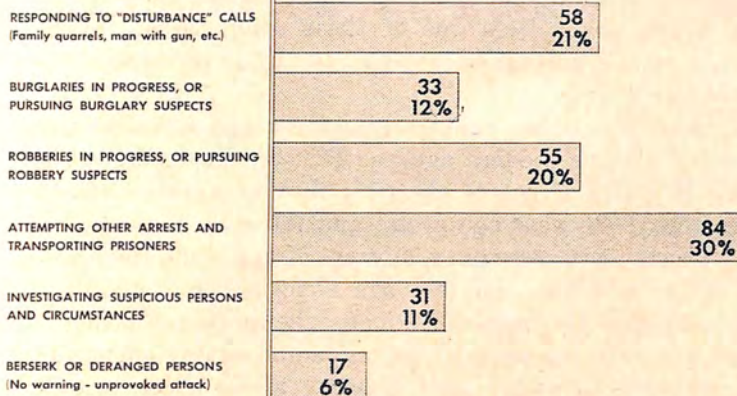 RESPONDING TO "DISTURBANCE" CALLS
(Family quarrels, man with gun, etc.)
58
21%
BURGLARIES IN PROGRESS, OR
PURSUING BURGLARY SUSPECTS
33
12%
ROBBERIES IN PROGRESS, OR PURSUING
ROBBERY SUSPECTS
55
20%
ATTEMPTING OTHER ARRESTS AND
TRANSPORTING PRISONERS
84
30%
INVESTIGATING SUSPICIOUS PERSONS
AND CIRCUMSTANCES
31
11%
BERSERK OR DERANGED PERSONS
(No warning - unprovoked attack)
17
6%